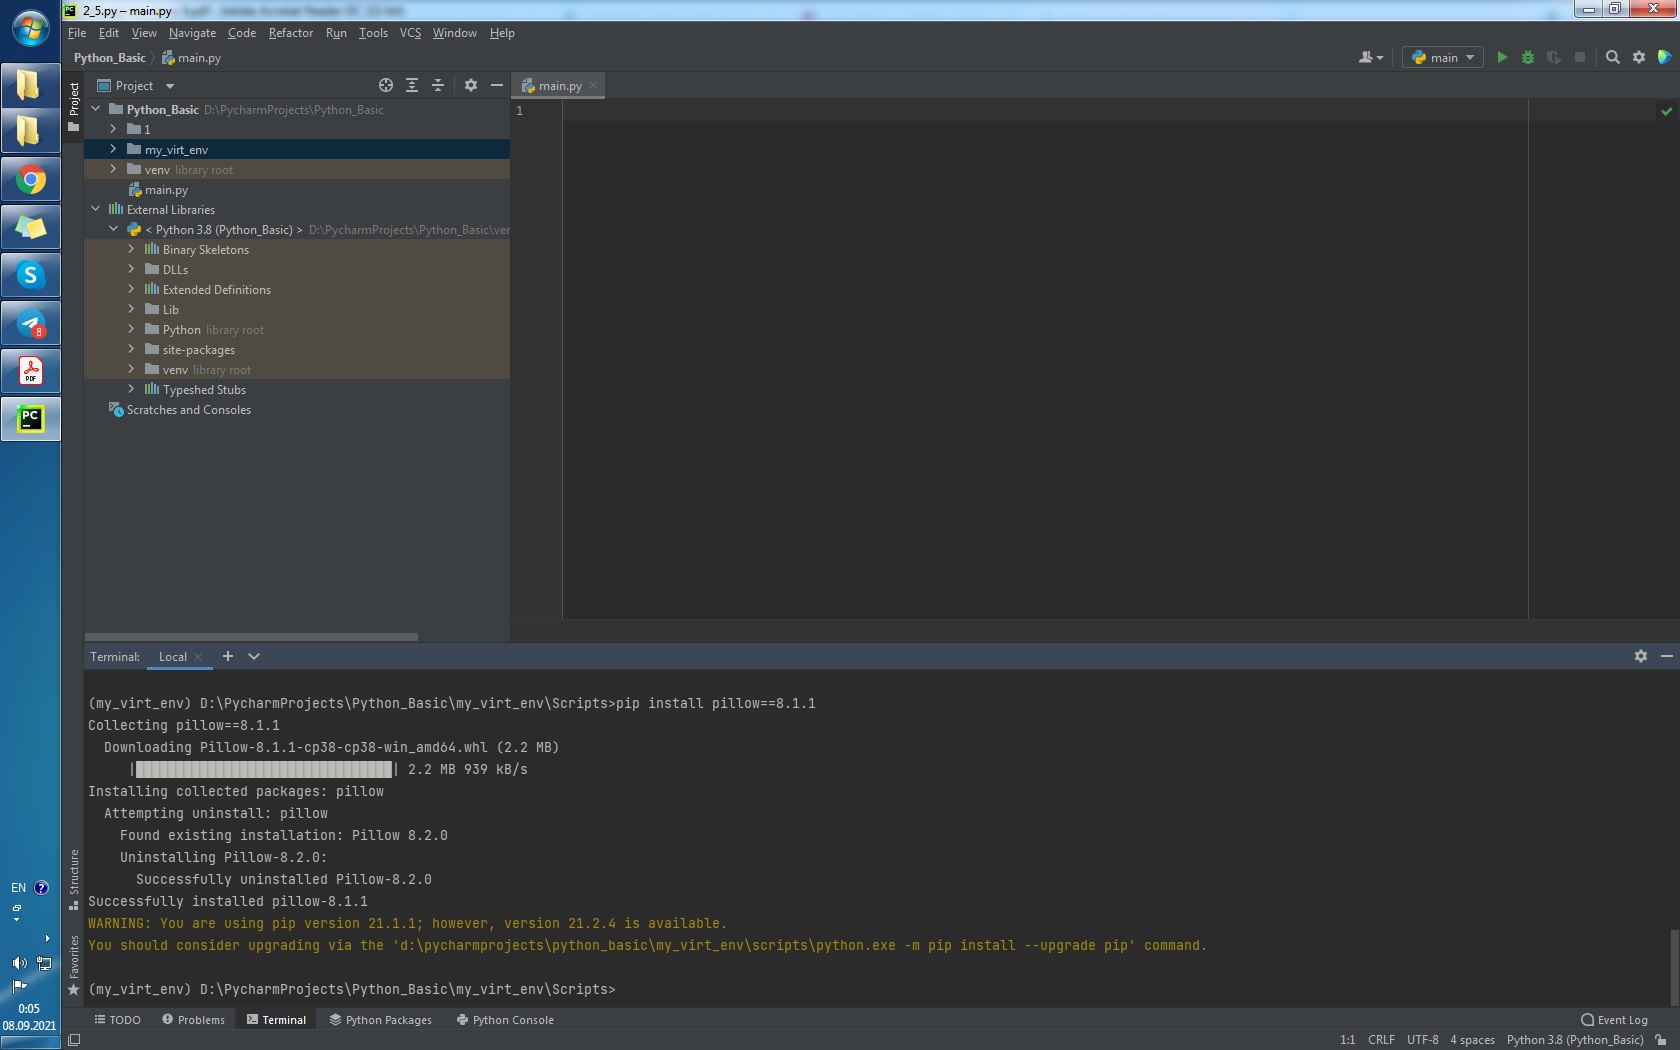 2_5.py – main.py
File Edit View Navigate Code Refactor Run Tools VCS Window Help
Python_Basic main.py
main
Project
Project
main.py
Python_Basic D:\PycharmProjects\Python_Basic
1
my_virt_env
venv library root
main.py
External Libraries
< Python 3.8 (Python_Basic) > D:\PycharmProjects\Python_Basic\ver
Binary Skeletons
DLLs
Extended Definitions
Lib
Python library root
site-packages
venv library root
Typeshed Stubs
Scratches and Consoles
1
Terminal: Local
(my_virt_env) D:\PycharmProjects\Python_Basic\my_virt_env\Scripts>pip install pillow==8.1.1
Collecting pillow==8.1.1
Downloading Pillow-8.1.1-cp38-cp38-win_amd64.whl (2.2 MB)
|████████████████████████████████| 2.2 MB 939 kB/s
Installing collected packages: pillow
Attempting uninstall: pillow
Found existing installation: Pillow 8.2.0
Uninstalling Pillow-8.2.0:
Successfully uninstalled Pillow-8.2.0
Successfully installed pillow-8.1.1
WARNING: You are using pip version 21.1.1; however, version 21.2.4 is available.
You should consider upgrading via the 'd:\pycharmprojects\python_basic\my_virt_env\scripts\python.exe -m pip install --upgrade pip' command.
(my_virt_env) D:\PycharmProjects\Python_Basic\my_virt_env\Scripts>
Structure
Favorites
TODO Problems Terminal Python Packages Python Console Event Log
1:1 CRLF UTF-8 4 spaces Python 3.8 (Python_Basic)
S
8
PDF
PC
EN ?
0:05
08.09.2021